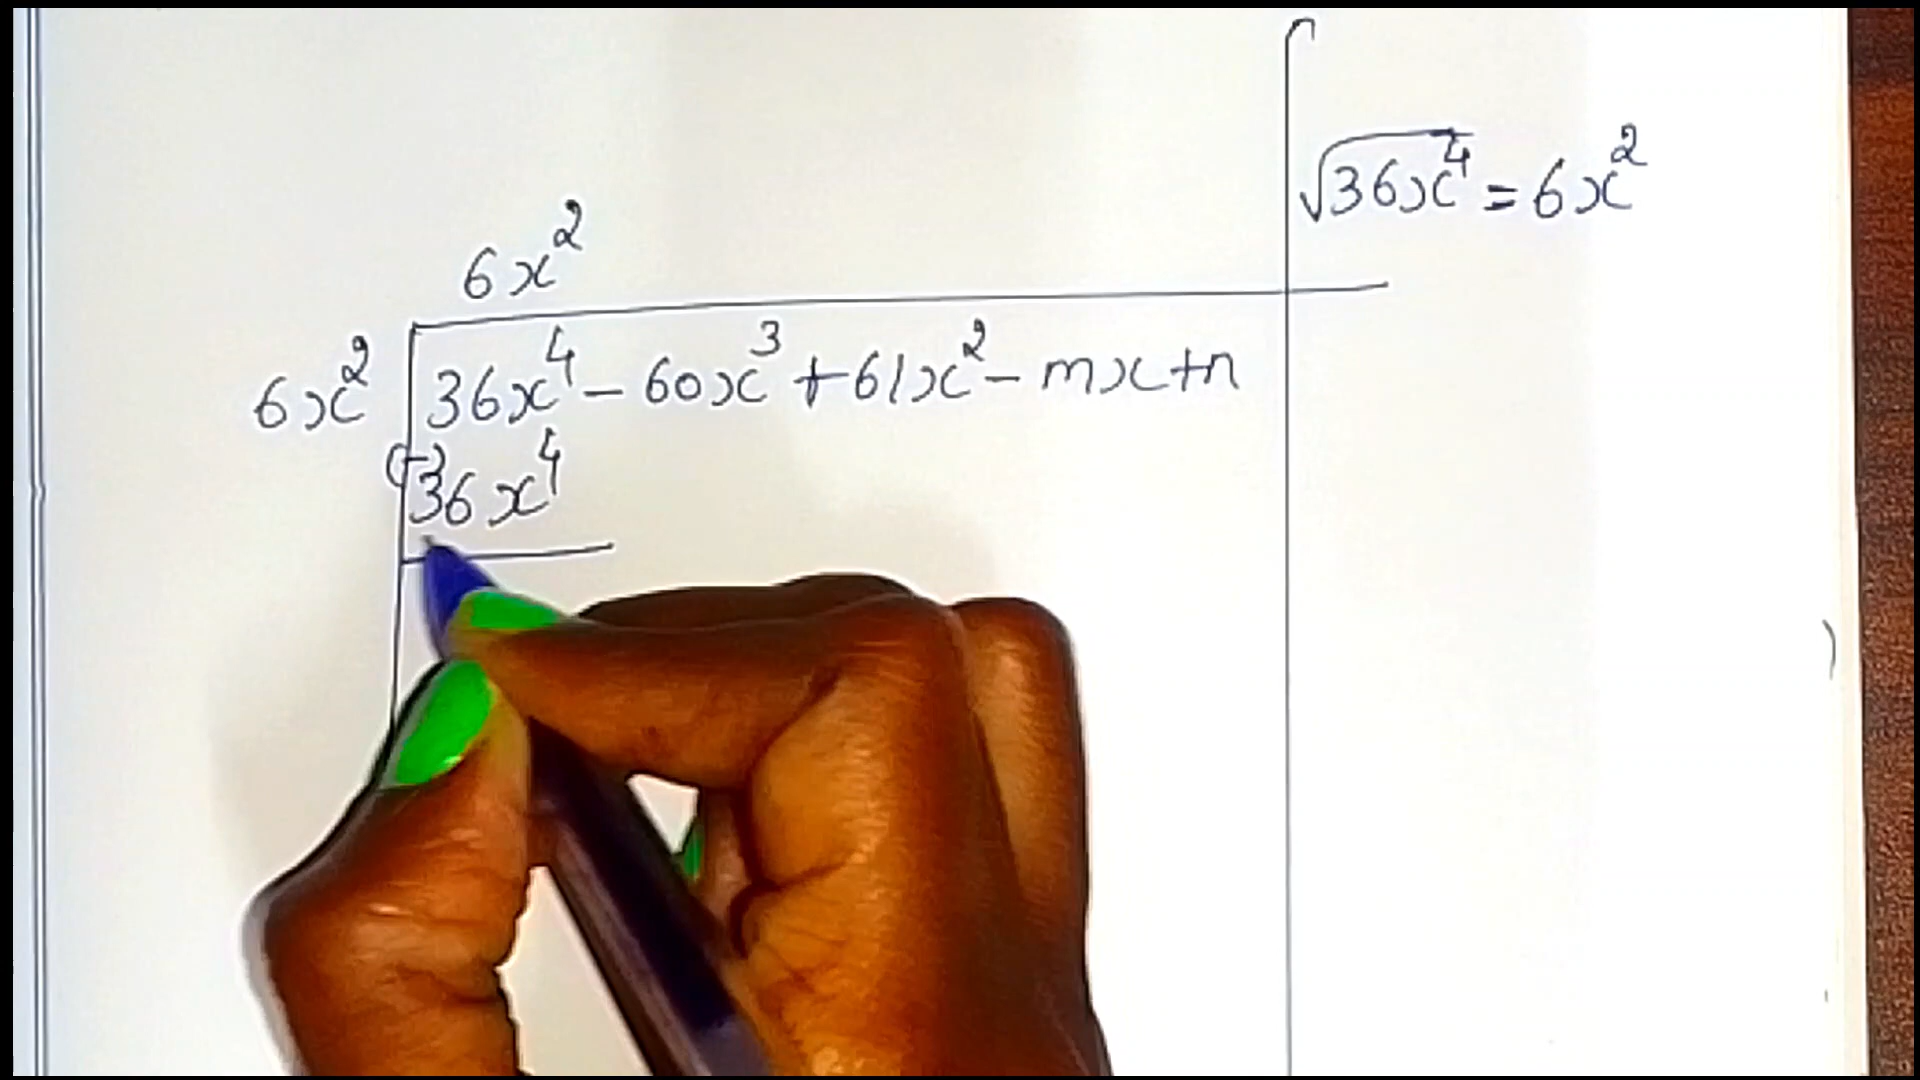 √36x⁴ = 6x²
6x²
6x² 36x⁴ - 60x³ + 61x² - mx + n
(-) 36x⁴